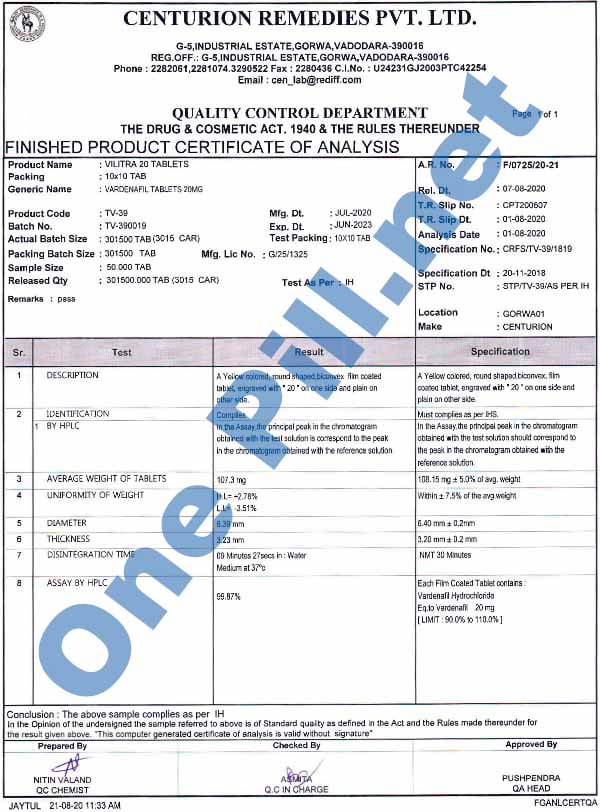 CENTURION REMEDIES PVT. LTD.
G-5,INDUSTRIAL ESTATE,GORWA,VADODARA-390016
REG.OFF.: G-5,INDUSTRIAL ESTATE,GORWA,VADODARA-390016
Phone : 2282061,2281074.3290522 Fax : 2280436 C.I.No. : U24231GJ2003PTC42254
Email : cen_lab@rediff.com
QUALITY CONTROL DEPARTMENT
Page 1 of 1
THE DRUG & COSMETIC ACT. 1940 & THE RULES THEREUNDER
FINISHED PRODUCT CERTIFICATE OF ANALYSIS
Product Name : VILITRA 20 TABLETS
A.R. No. : F/0725/20-21
Packing : 10x10 TAB
Generic Name : VARDENAFIL TABLETS 20MG
Rel. Dt. : 07-08-2020
T.R. Slip No. : CPT200607
Product Code : TV-39
Mfg. Dt. : JUL-2020
T.R. Slip Dt. : 01-08-2020
Batch No. : TV-390019
Exp. Dt. : JUN-2023
Actual Batch Size : 301500 TAB (3015 CAR)
Test Packing : 10X10 TAB
Analysis Date : 01-08-2020
Packing Batch Size : 301500 TAB
Mfg. Lic No. : G/25/1325
Specification No. : CRFS/TV-39/1819
Sample Size : 50.000 TAB
Specification Dt : 20-11-2018
Released Qty : 301500.000 TAB (3015 CAR)
Test As Per : IH
STP No. : STP/TV-39/AS PER IH
Remarks : pass
Location : GORWA01
Make : CENTURION
Sr. Test Result Specification
1 DESCRIPTION
A Yellow colored, round shaped,biconvex, film coated
tablet, engraved with " 20 " on one side and plain on
other side.
A Yellow colored, round shaped,biconvex, film
coated tablet, engraved with " 20 " on one side and
plain on other side.
2 IDENTIFICATION
1 BY HPLC
Complies
In the Assay,the principal peak in the chromatogram
obtained with the test solution is correspond to the peak
in the chromatogram obtained with the reference solution.
Must complies as per IHS.
In the Assay,the principal peak in the chromatogram
obtained with the test solution should correspond to
the peak in the chromatogram obtained with the
reference solution.
3 AVERAGE WEIGHT OF TABLETS 107.3 mg 108.15 mg ± 5.0% of avg. weight
4 UNIFORMITY OF WEIGHT
H.L= +2.78%
L.L= -3.51%
Within ± 7.5% of the avg.weight
5 DIAMETER 6.39 mm 6.40 mm ± 0.2mm
6 THICKNESS 3.23 mm 3.20 mm ± 0.2 mm
7 DISINTEGRATION TIME
09 Minutes 27secs in : Water
Medium at 37º
NMT 30 Minutes
8 ASSAY BY HPLC
99.87%
Each Film Coated Tablet contains :
Vardenafil Hydrochloride
Eq.to Vardenafil 20 mg
[ LIMIT : 90.0% to 110.0% ]
One Pill.net
Conclusion : The above sample complies as per IH
In the Opinion of the undersigned the sample referred to above is of Standard quality as defined in the Act and the Rules made thereunder for
the result given above. "This computer generated certificate of analysis is valid without signature"
Prepared By Checked By Approved By
NITIN VALAND
QC CHEMIST
ASMITA
Q.C IN CHARGE
PUSHPENDRA
QA HEAD
JAYTUL 21-08-20 11:33 AM
FGANLCERTQA